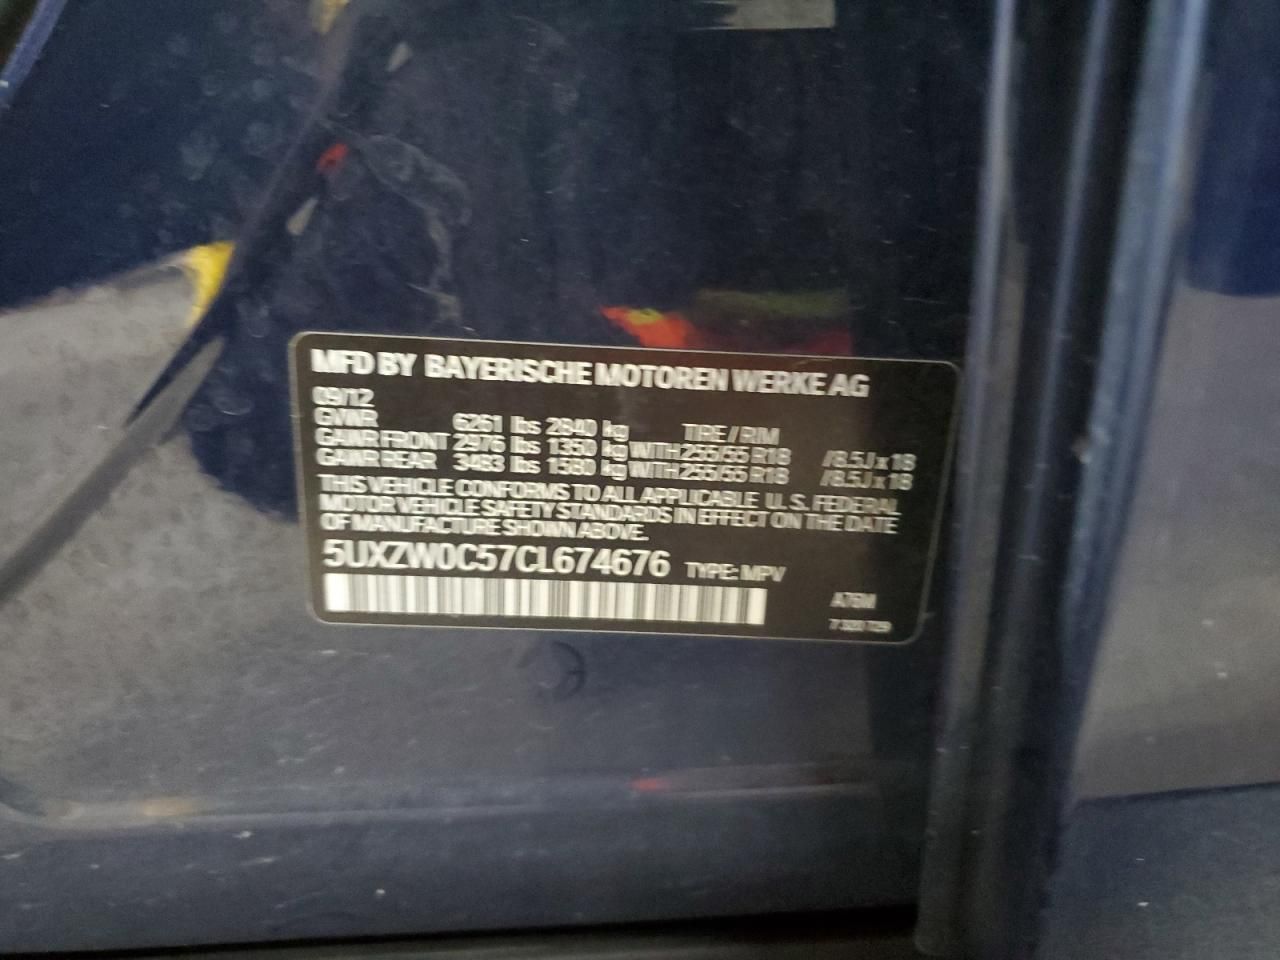 MFD BY BAYERISCHE MOTOREN WERKE AG
09/12
GVWR 6261 lbs 2840 kg TIRE / RIM
GAWR FRONT 2976 lbs 1350 kg WITH 255/55 R18 /8.5J x 18
GAWR REAR 3483 lbs 1580 kg WITH 255/55 R18 /8.5J x 18
THIS VEHICLE CONFORMS TO ALL APPLICABLE U. S. FEDERAL
MOTOR VEHICLE SAFETY STANDARDS IN EFFECT ON THE DATE
OF MANUFACTURE SHOWN ABOVE.
5UXZW0C57CL674676 TYPE: MPV